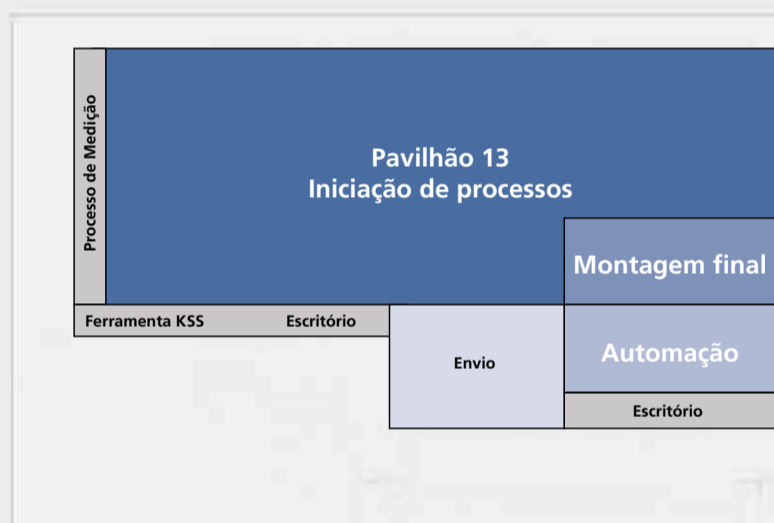 Processo de Medição
Pavilhão 13
Iniciação de processos
Montagem final
Ferramenta KSS
Escritório
Envio
Automação
Escritório